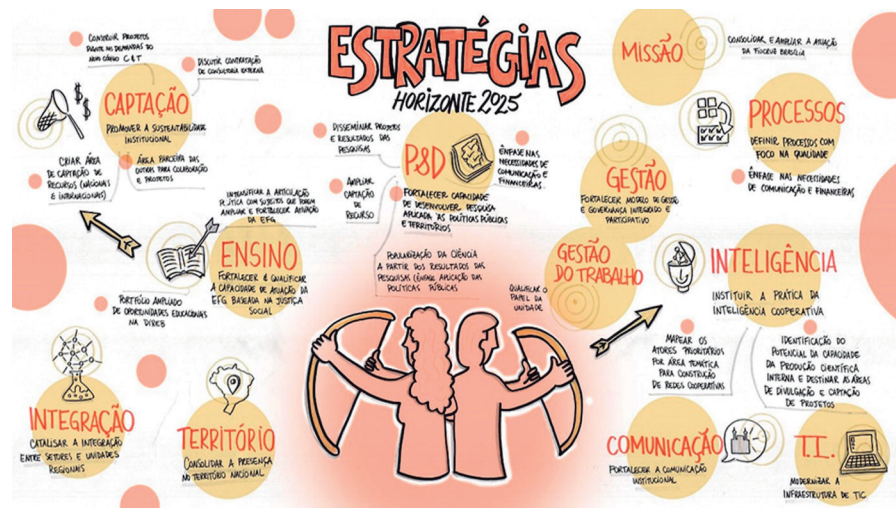 ESTRATÉGIAS
HORIZONTE 2025
CONSTRUIR PROJETOS
DIANTE NO DEMANDAS DO
NOVO CÓDIGO C&T
DISCUTIR CONTRATAÇÃO
DE CONSULTORIA EXTERNA
CAPTAÇÃO
PROMOVER A SUSTENTABILIDADE
INSTITUCIONAL
CRIAR ÁREA
DE CAPTAÇÃO DE
RECURSOS (NACIONAIS
E INTERNACIONAIS)
ÁREA PARCEIRA DAS
OUTRAS PARA COLABORAÇÃO
E PROJETOS
INTENSIFICAR A ARTICULAÇÃO
POLÍTICA COM SUJEITOS QUE PODEM
AMPLIAR E FORTALECER ATUAÇÃO
DA EFG
ENSINO
FORTALECER & QUALIFICAR
A CAPACIDADE DE ATUAÇÃO DA
EFG BASEADA NA JUSTIÇA
SOCIAL
PORTFÓLIO AMPLIADO
DE OPORTUNIDADES EDUCACIONAIS
NA DIREB
INTEGRAÇÃO
CATALISAR A INTEGRAÇÃO
ENTRE SETORES E UNIDADES
REGIONAIS
TERRITÓRIO
CONSOLIDAR A PRESENÇA
NO TERRITÓRIO NACIONAL
DISSEMINAR PROJETOS
E RESULTADOS DAS
PESQUISAS
P&D
ÊNFASE NAS
NECESSIDADES DE
COMUNICAÇÃO E
FINANCEIRAS
AMPLIAR
CAPTAÇÃO
DE RECURSO
FORTALECER CAPACIDADE
DE DESENVOLVER PESQUISA
APLICADA ÀS POLÍTICAS PÚBLICAS
E TERRITÓRIOS
POPULARIZAÇÃO DA CIÊNCIA
A PARTIR DOS RESULTADOS DAS
PESQUISAS (ÊNFASE APLICAÇÃO DAS
POLÍTICAS PÚBLICAS
QUALIFICAR O
PAPEL DA
UNIDADE
MISSÃO
CONSOLIDAR E AMPLIAR A ATUAÇÃO
DA FIOCRUZ BRASÍLIA
PROCESSOS
DEFINIR PROCESSOS COM
FOCO NA QUALIDADE
ÊNFASE NAS NECESSIDADES
DE COMUNICAÇÃO E FINANCEIRAS
GESTÃO
FORTALECER MODELO DE GESTÃO
E GOVERNANÇA INTEGRADO E
PARTICIPATIVO
GESTÃO
DO TRABALHO
INTELIGÊNCIA
INSTITUIR A PRÁTICA DA
INTELIGÊNCIA COOPERATIVA
MAPEAR OS
ATORES PRIORITÁRIOS
POR ÁREA TEMÁTICA
PARA CONSTRUÇÃO
DE REDES COOPERATIVAS
IDENTIFICAÇÃO DO
POTENCIAL DA CAPACIDADE
DA PRODUÇÃO CIENTÍFICA
INTERNA E DESTINAR AS ÁREAS
DE DIVULGAÇÃO E CAPTAÇÃO
DE PROJETOS
COMUNICAÇÃO
FORTALECER A COMUNICAÇÃO
INSTITUCIONAL
T.I.
MODERNIZAR A
INFRAESTRUTURA DE TIC